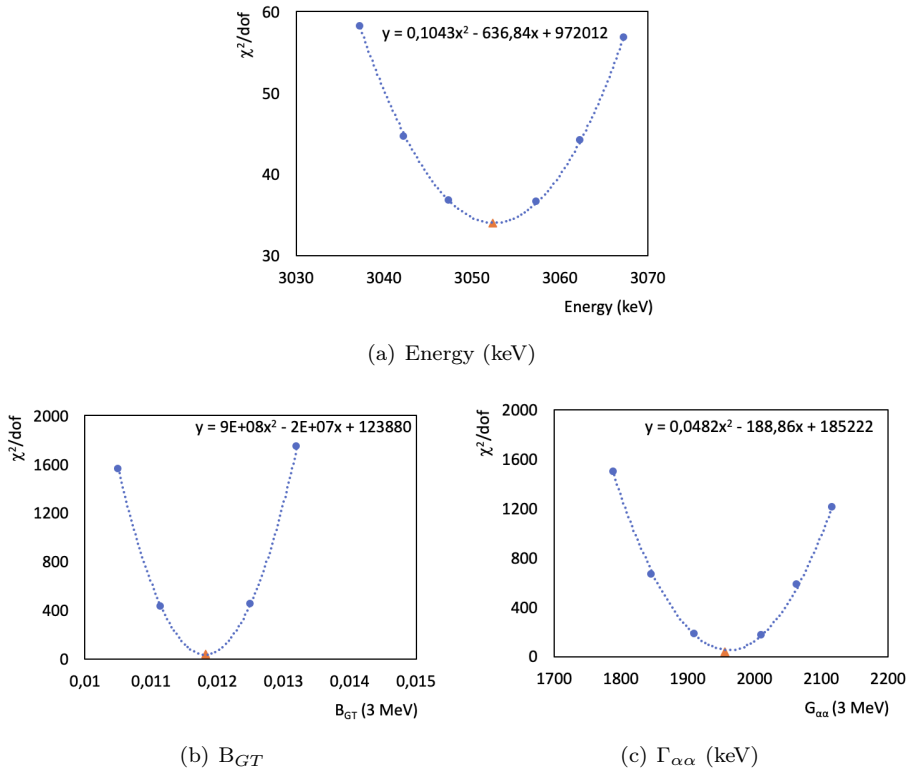 χ²/dof
60
50
40
30
y = 0,1043x² - 636,84x + 972012
3030 3040 3050 3060 3070
Energy (keV)
(a) Energy (keV)
χ²/dof
2000
1600
1200
800
400
0
y = 9E+08x² - 2E+07x + 123880
0,01 0,011 0,012 0,013 0,014 0,015
B_GT (3 MeV)
(b) B_GT
χ²/dof
2000
1600
1200
800
400
0
y = 0,0482x² - 188,86x + 185222
1700 1800 1900 2000 2100 2200
G_αα (3 MeV)
(c) Γ_αα (keV)